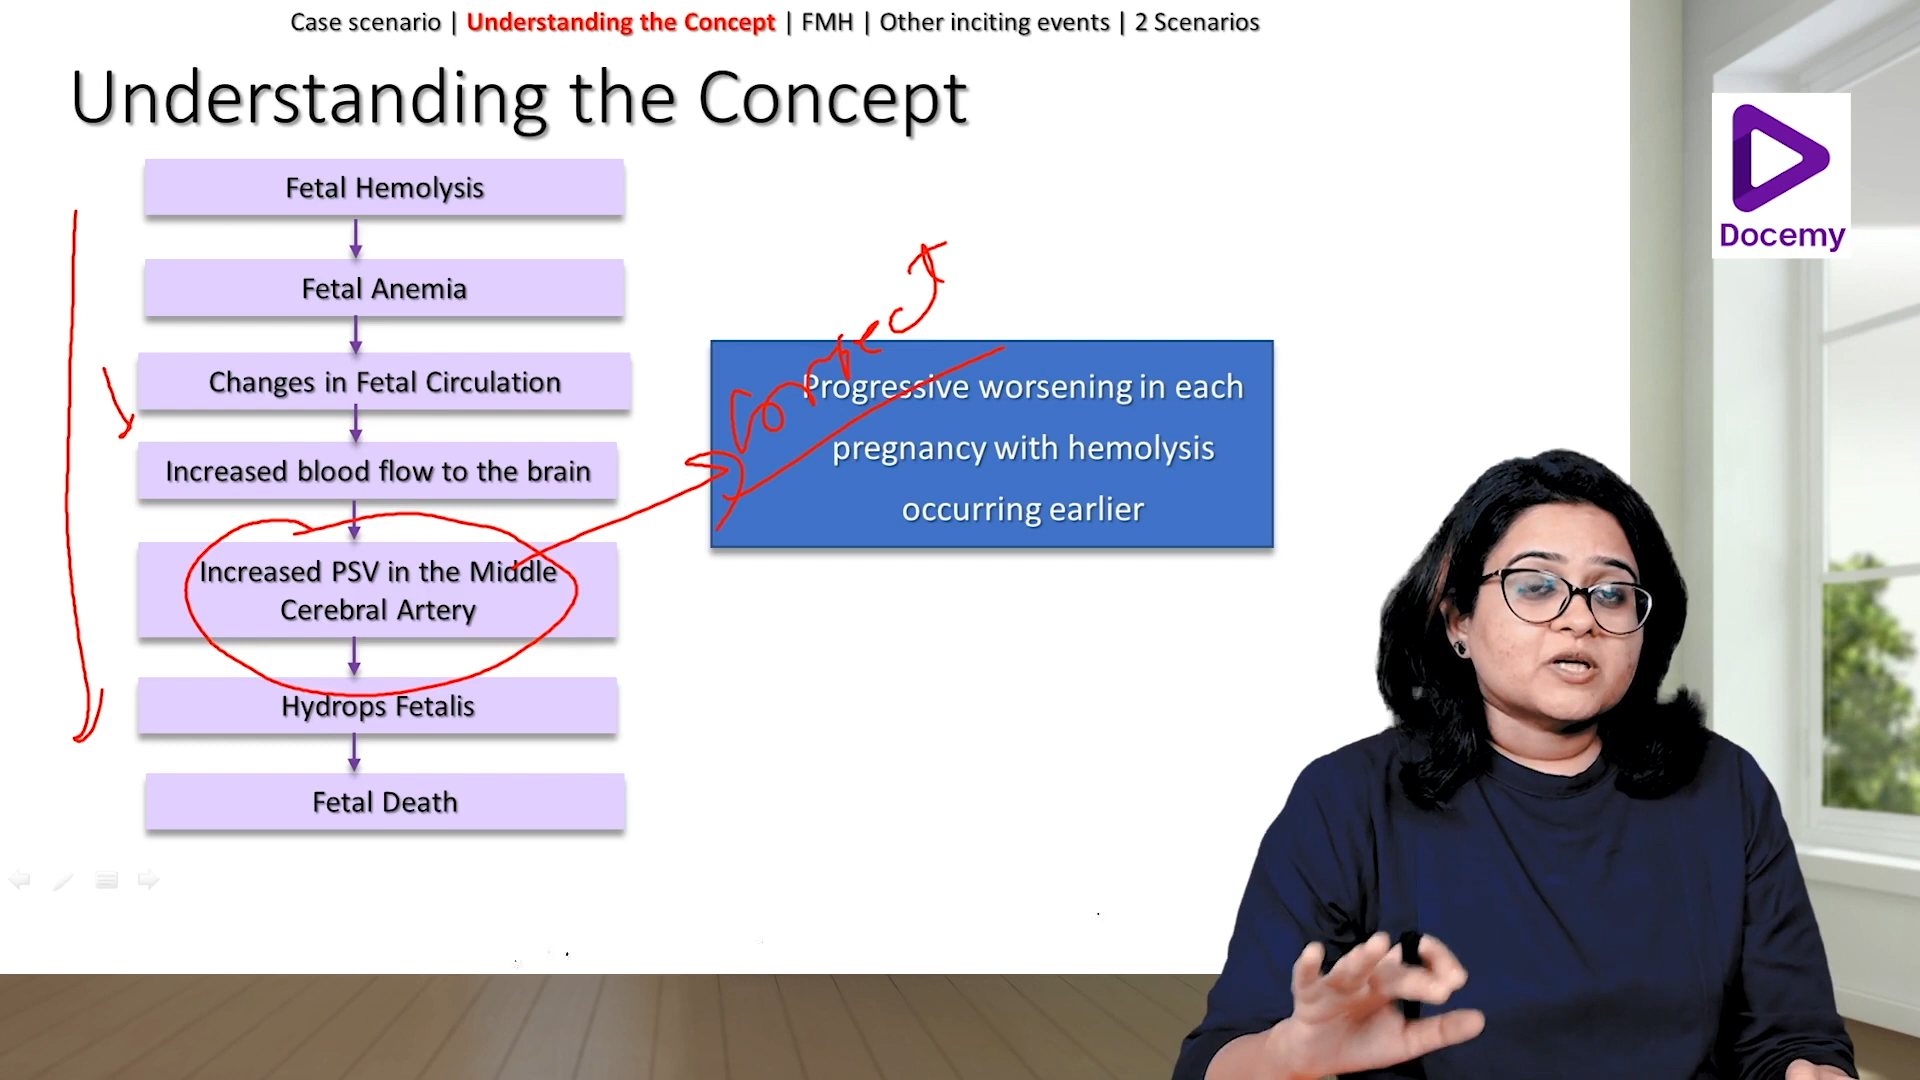 Case scenario | Understanding the Concept | FMH | Other inciting events | 2 Scenarios
Understanding the Concept
Fetal Hemolysis
Fetal Anemia
Changes in Fetal Circulation
Increased blood flow to the brain
Increased PSV in the Middle
Cerebral Artery
Hydrops Fetalis
Fetal Death
Progressive worsening in each
pregnancy with hemolysis
occurring earlier
Docemy